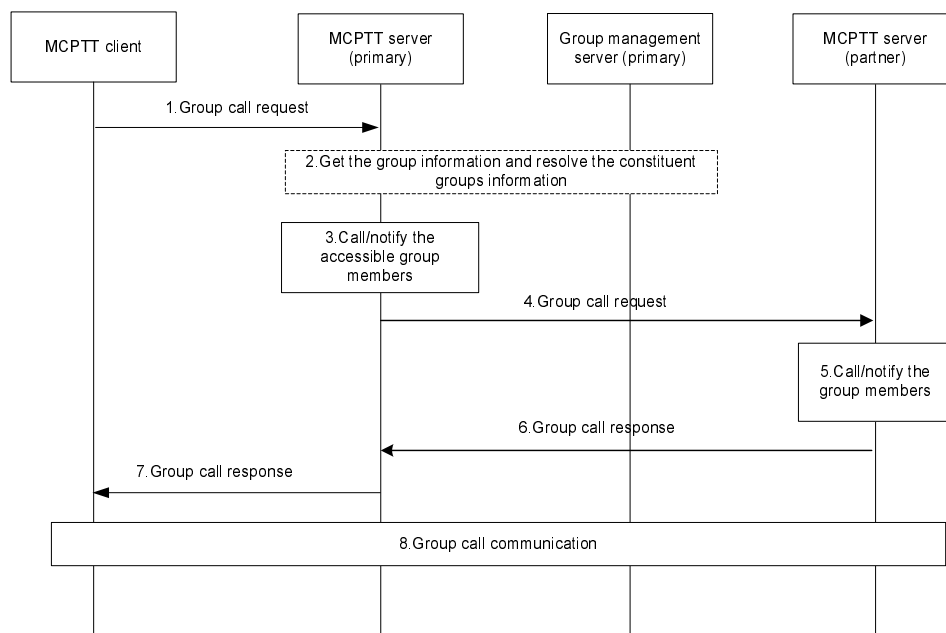 MCPTT client
MCPTT server
(primary)
Group management
server (primary)
MCPTT server
(partner)
1.Group call request
2.Get the group information and resolve the constituent
groups information
3.Call/notify the
accessible group
members
4.Group call request
5.Call/notify the
group members
6.Group call response
7.Group call response
8.Group call communication